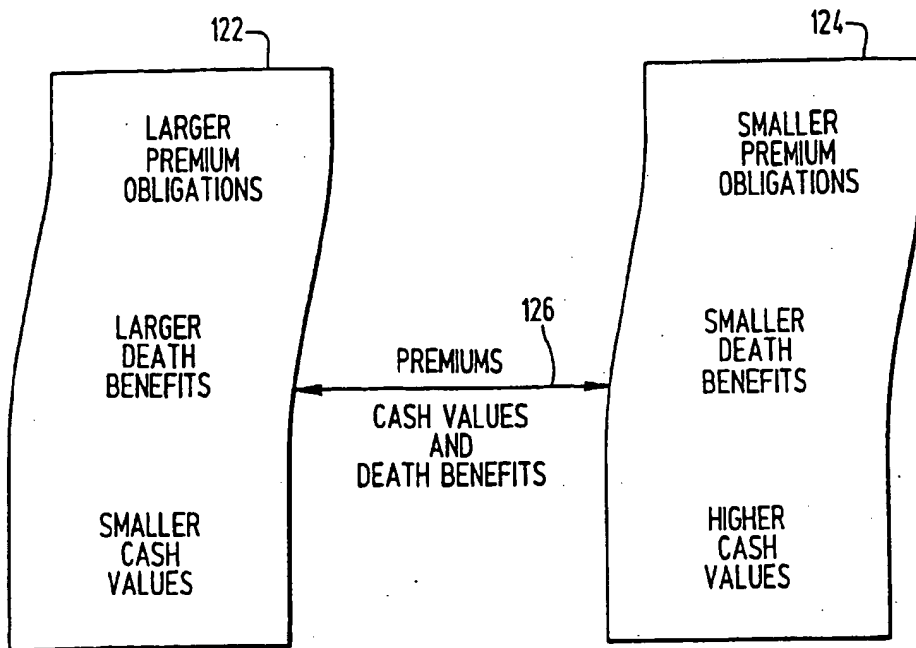 122
124
LARGER
PREMIUM
OBLIGATIONS
SMALLER
PREMIUM
OBLIGATIONS
LARGER
DEATH
BENEFITS
126
PREMIUMS
CASH VALUES
AND
DEATH BENEFITS
SMALLER
DEATH
BENEFITS
SMALLER
CASH
VALUES
HIGHER
CASH
VALUES